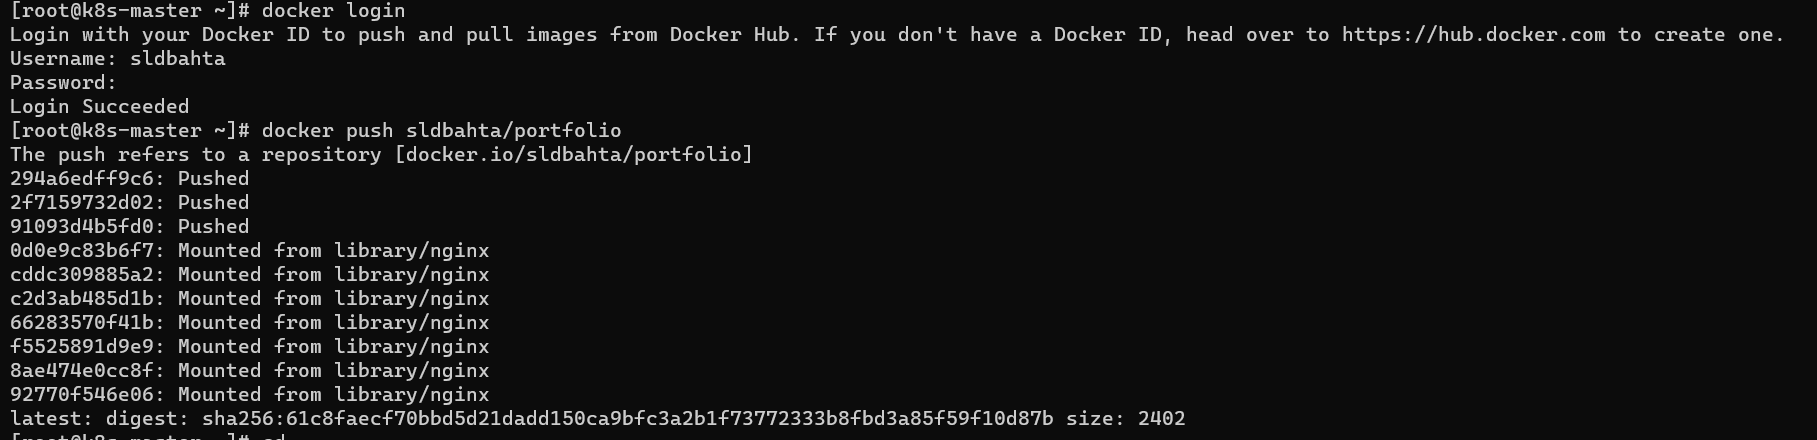 [root@k8s-master ~]# docker login
Login with your Docker ID to push and pull images from Docker Hub. If you don't have a Docker ID, head over to https://hub.docker.com to create one.
Username: sldbahta
Password:
Login Succeeded
[root@k8s-master ~]# docker push sldbahta/portfolio
The push refers to a repository [docker.io/sldbahta/portfolio]
294a6edff9c6: Pushed
2f7159732d02: Pushed
91093d4b5fd0: Pushed
0d0e9c83b6f7: Mounted from library/nginx
cddc309885a2: Mounted from library/nginx
c2d3ab485d1b: Mounted from library/nginx
66283570f41b: Mounted from library/nginx
f5525891d9e9: Mounted from library/nginx
8ae474e0cc8f: Mounted from library/nginx
92770f546e06: Mounted from library/nginx
latest: digest: sha256:61c8faecf70bbd5d21dadd150ca9bfc3a2b1f73772333b8fbd3a85f59f10d87b size: 2402